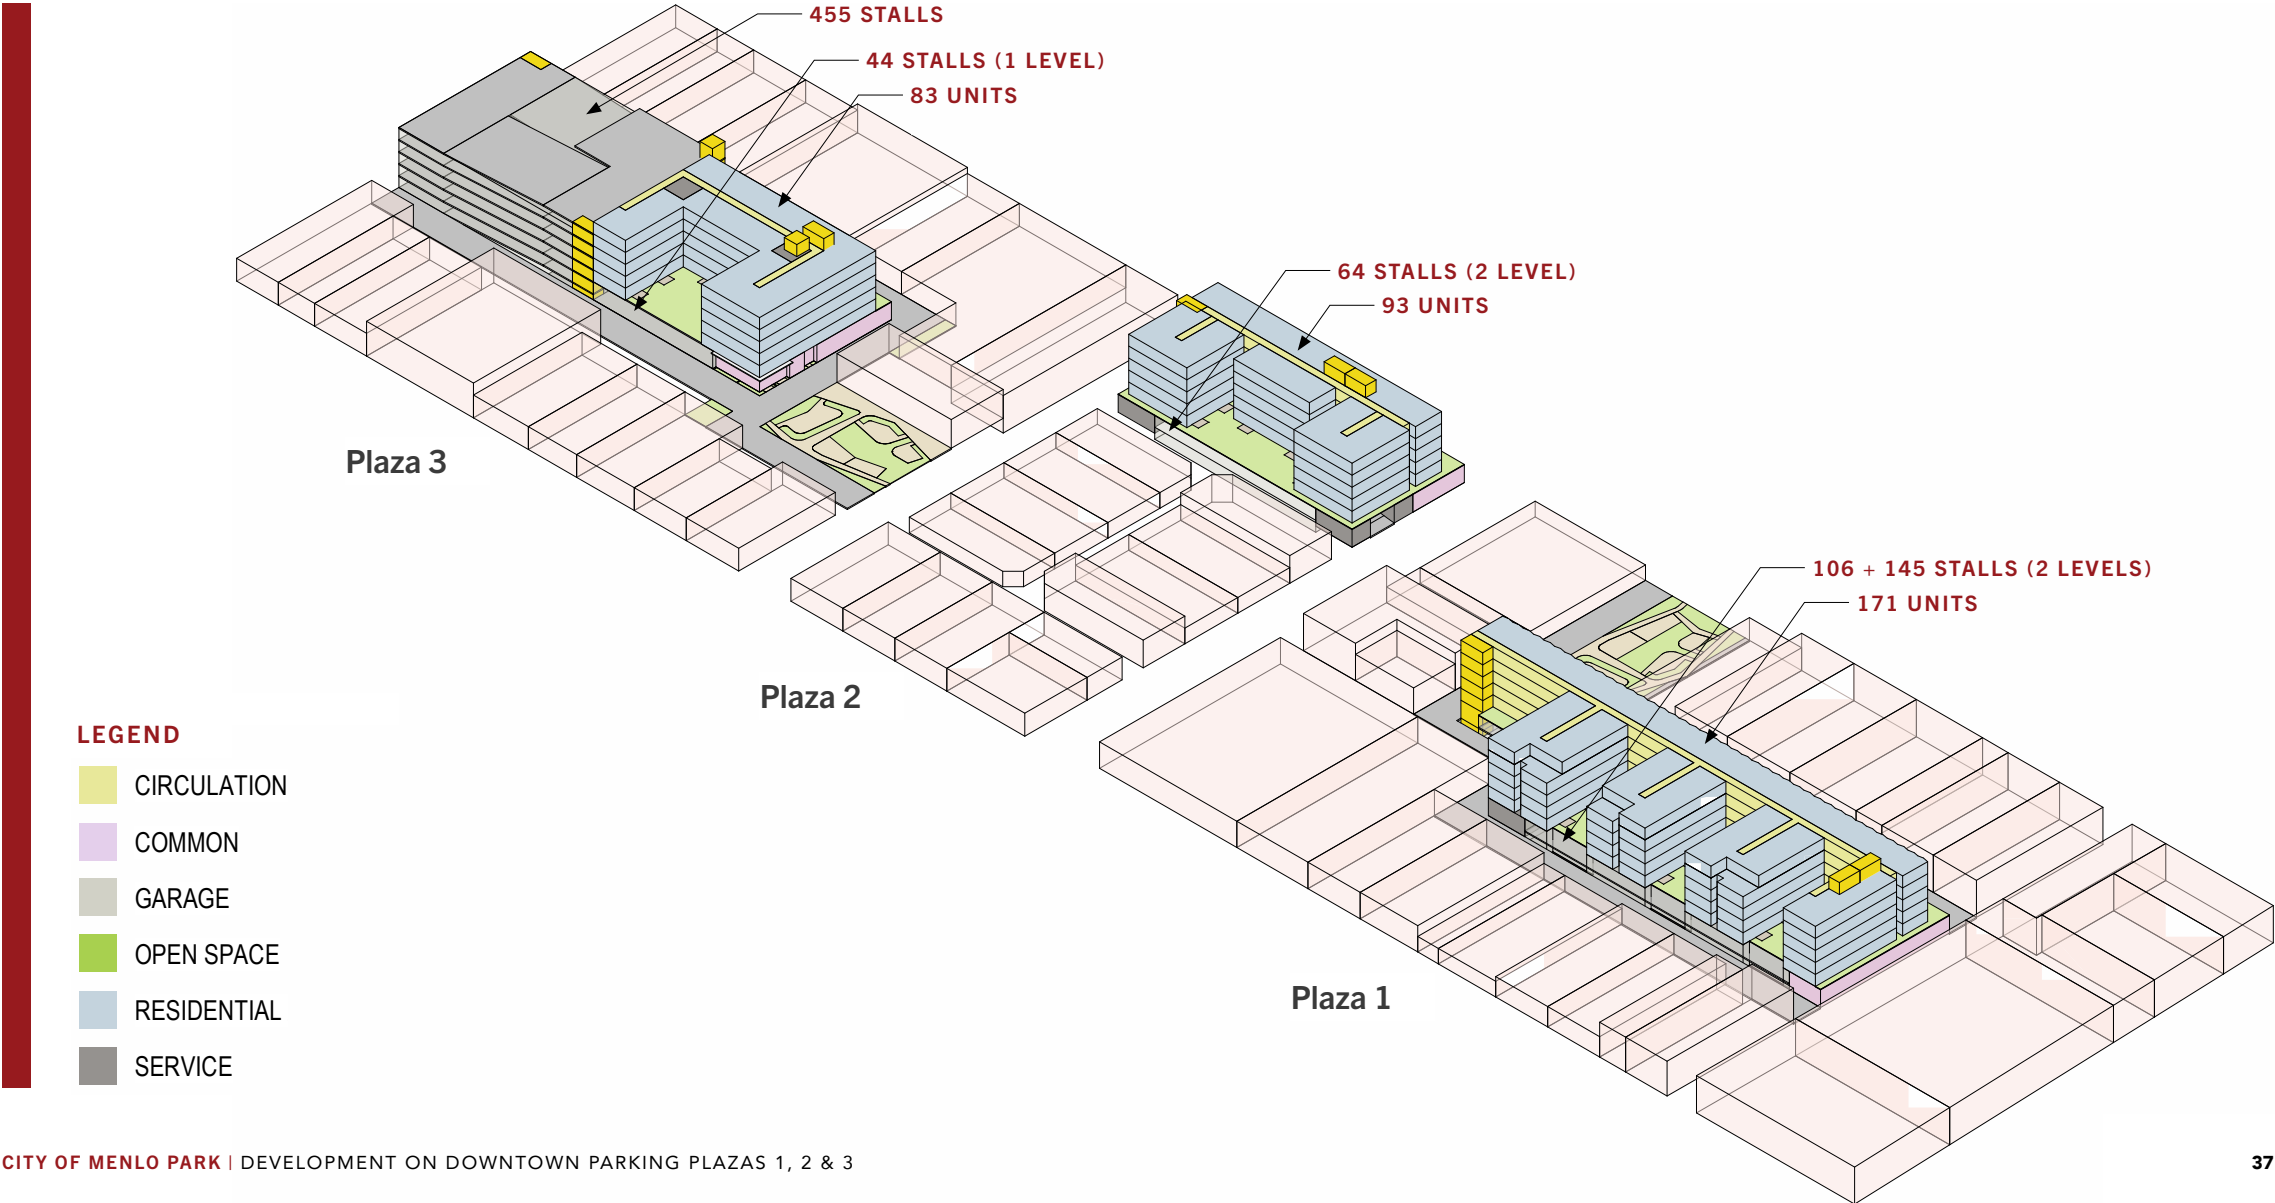 455 STALLS
44 STALLS (1 LEVEL)
83 UNITS
64 STALLS (2 LEVEL)
93 UNITS
Plaza 3
106 + 145 STALLS (2 LEVELS)
171 UNITS
Plaza 2
LEGEND
CIRCULATION
COMMON
GARAGE
OPEN SPACE
RESIDENTIAL
SERVICE
Plaza 1
CITY OF MENLO PARK | DEVELOPMENT ON DOWNTOWN PARKING PLAZAS 1, 2 & 3
37